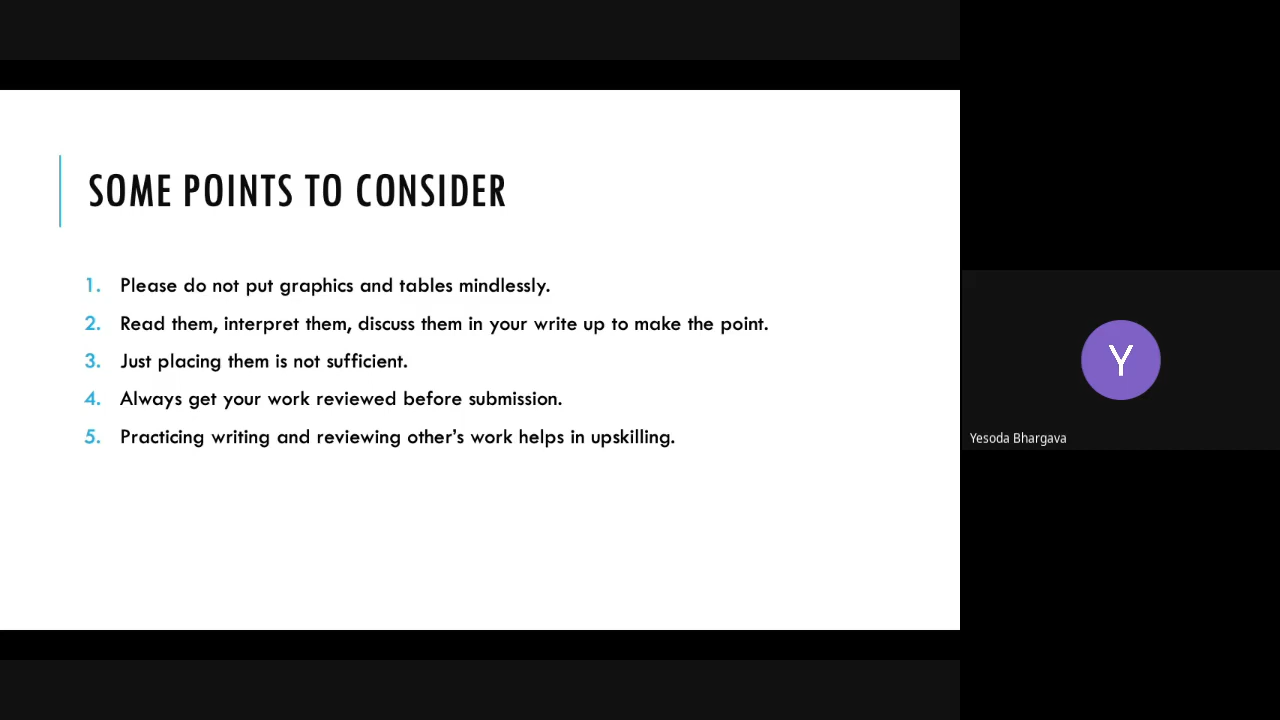 SOME POINTS TO CONSIDER
1. Please do not put graphics and tables mindlessly.
2. Read them, interpret them, discuss them in your write up to make the point.
3. Just placing them is not sufficient.
4. Always get your work reviewed before submission.
5. Practicing writing and reviewing other's work helps in upskilling.
Y
Yesoda Bhargava